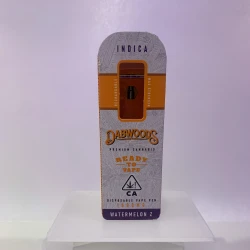 INDICA
DABWOODS
PREMIUM CANNABIS
READY
TO
VAPE
CA
DISPOSABLE VAPE PEN
WATERMELON Z